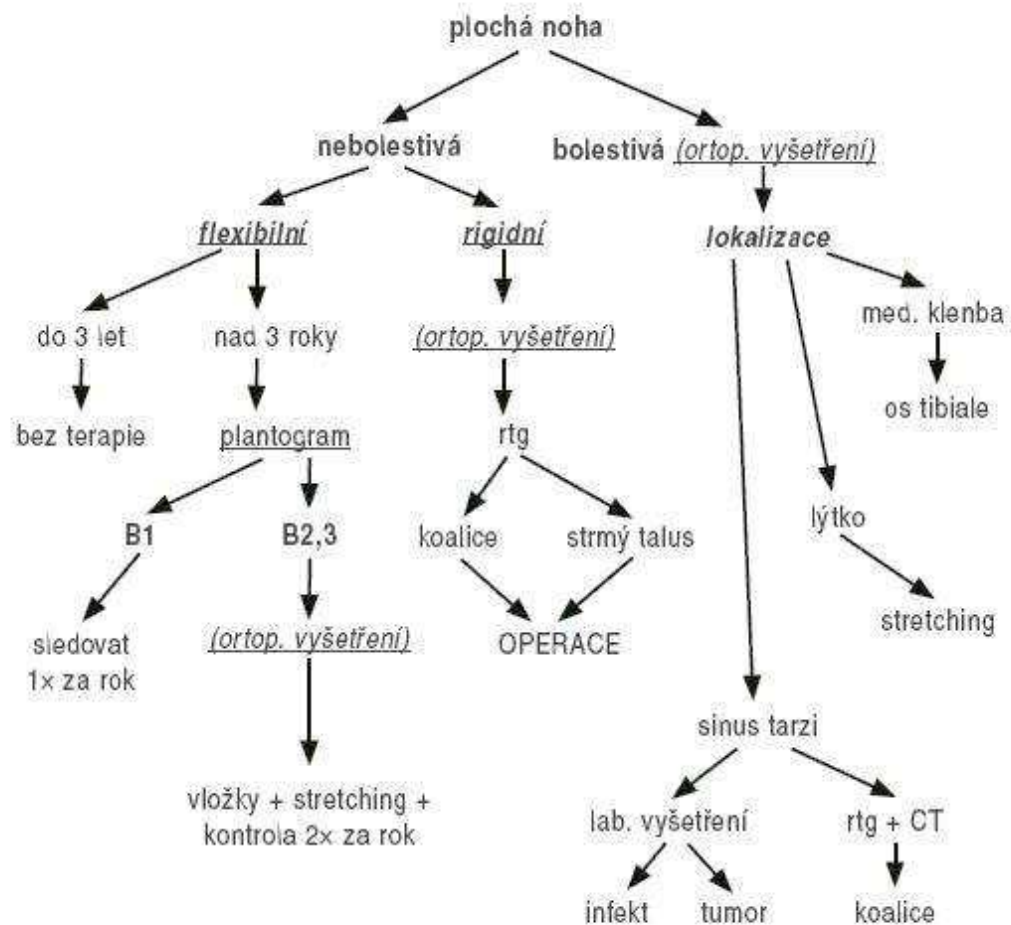 plochá noha
nebolestivá
bolestivá (ortop. vyšetření)
flexibilní
rigidní
lokalizace
do 3 let
nad 3 roky
(ortop. vyšetření)
med. klenba
bez terapie
plantogram
rtg
os tibiale
B1
B2,3
koalice
strmý talus
lýtko
sledovat
1× za rok
(ortop. vyšetření)
OPERACE
stretching
sinus tarzi
vložky + stretching +
kontrola 2× za rok
lab. vyšetření
rtg + CT
infekt
tumor
koalice